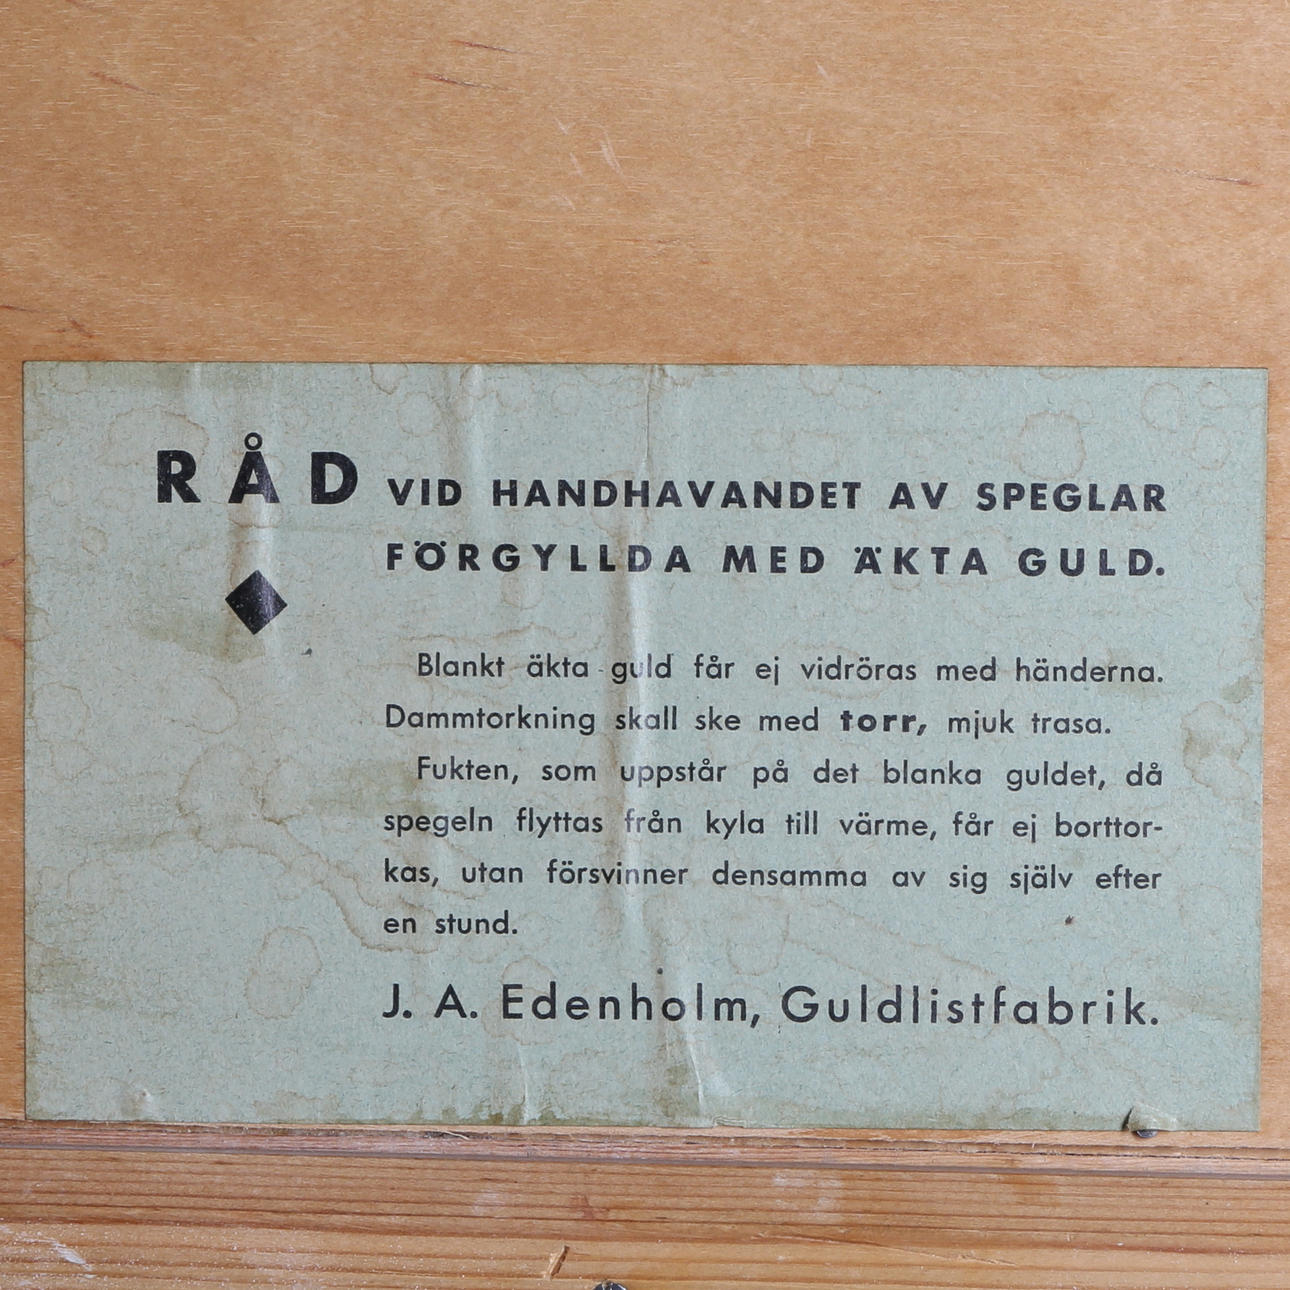 RÅD VID HANDHAVANDET AV SPEGLAR
FÖRGYLLDA MED ÄKTA GULD.
Blankt äkta guld får ej vidröras med händerna.
Dammtorkning skall ske med torr, mjuk trasa.
Fukten, som uppstår på det blanka guldet, då
spegeln flyttas från kyla till värme, får ej borttor-
kas, utan försvinner densamma av sig själv efter
en stund.
J. A. Edenholm, Guldlistfabrik.